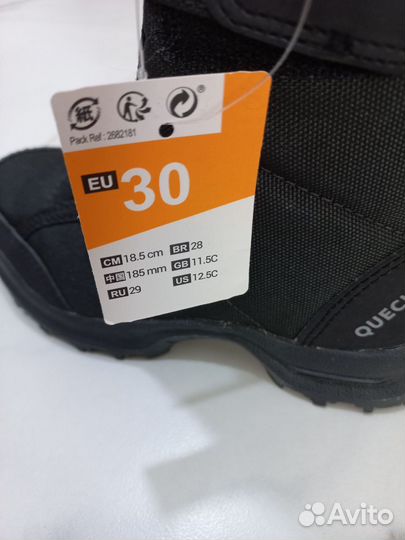 紙
Pack Ref : 2682181
EU 30
CM 18.5 cm BR 28
中国 185 mm GB 11.5C
RU 29 US 12.5C
QUEC
Avito